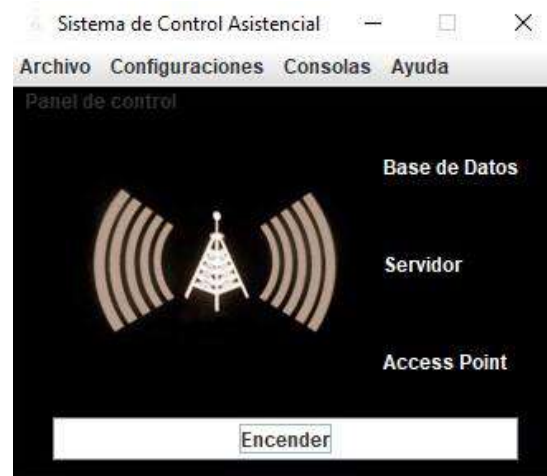 Sistema de Control Asistencial
Archivo Configuraciones Consolas Ayuda
Panel de control
Base de Datos
Servidor
Access Point
Encender